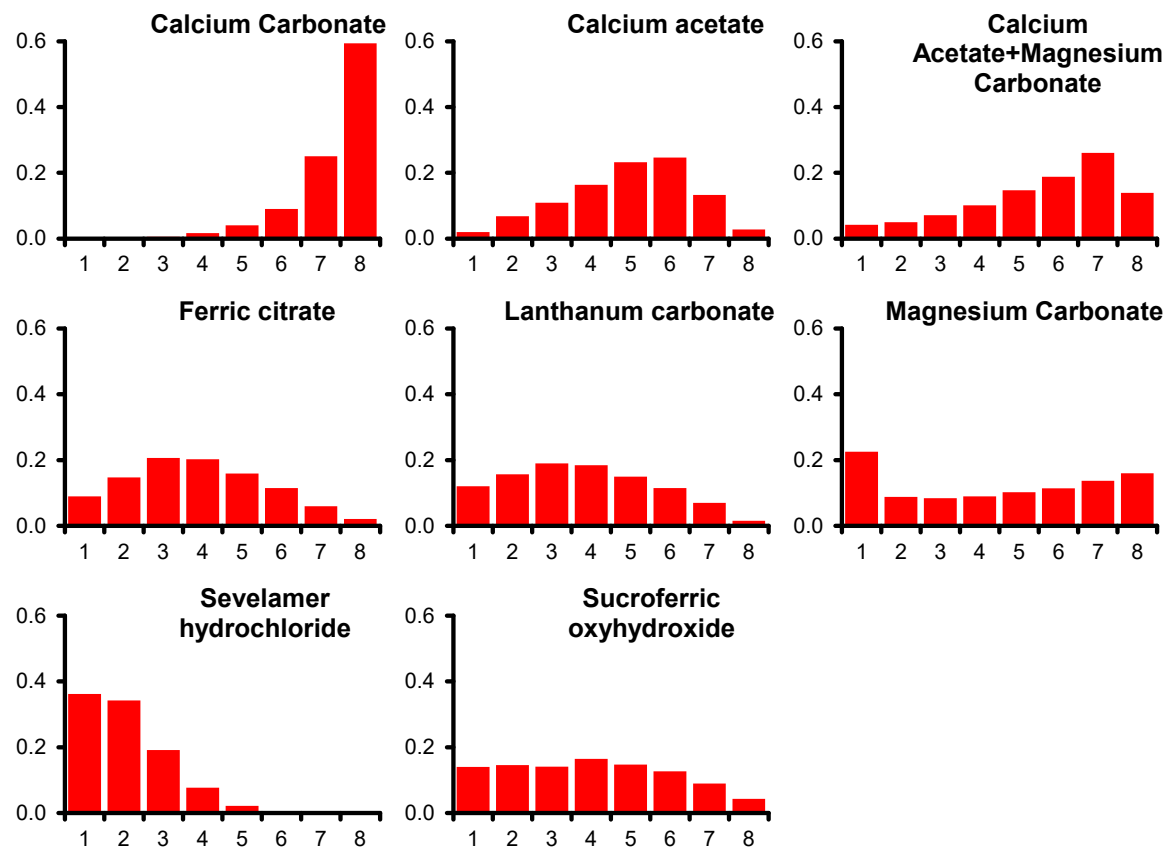 Calcium Carbonate
0.6
0.4
0.2
0.0
1 2 3 4 5 6 7 8
Calcium acetate
0.6
0.4
0.2
0.0
1 2 3 4 5 6 7 8
Calcium
Acetate+Magnesium
Carbonate
0.6
0.4
0.2
0.0
1 2 3 4 5 6 7 8
Ferric citrate
0.6
0.4
0.2
0.0
1 2 3 4 5 6 7 8
Lanthanum carbonate
0.6
0.4
0.2
0.0
1 2 3 4 5 6 7 8
Magnesium Carbonate
0.6
0.4
0.2
0.0
1 2 3 4 5 6 7 8
Sevelamer
hydrochloride
0.6
0.4
0.2
0.0
1 2 3 4 5 6 7 8
Sucroferric
oxyhydroxide
0.6
0.4
0.2
0.0
1 2 3 4 5 6 7 8